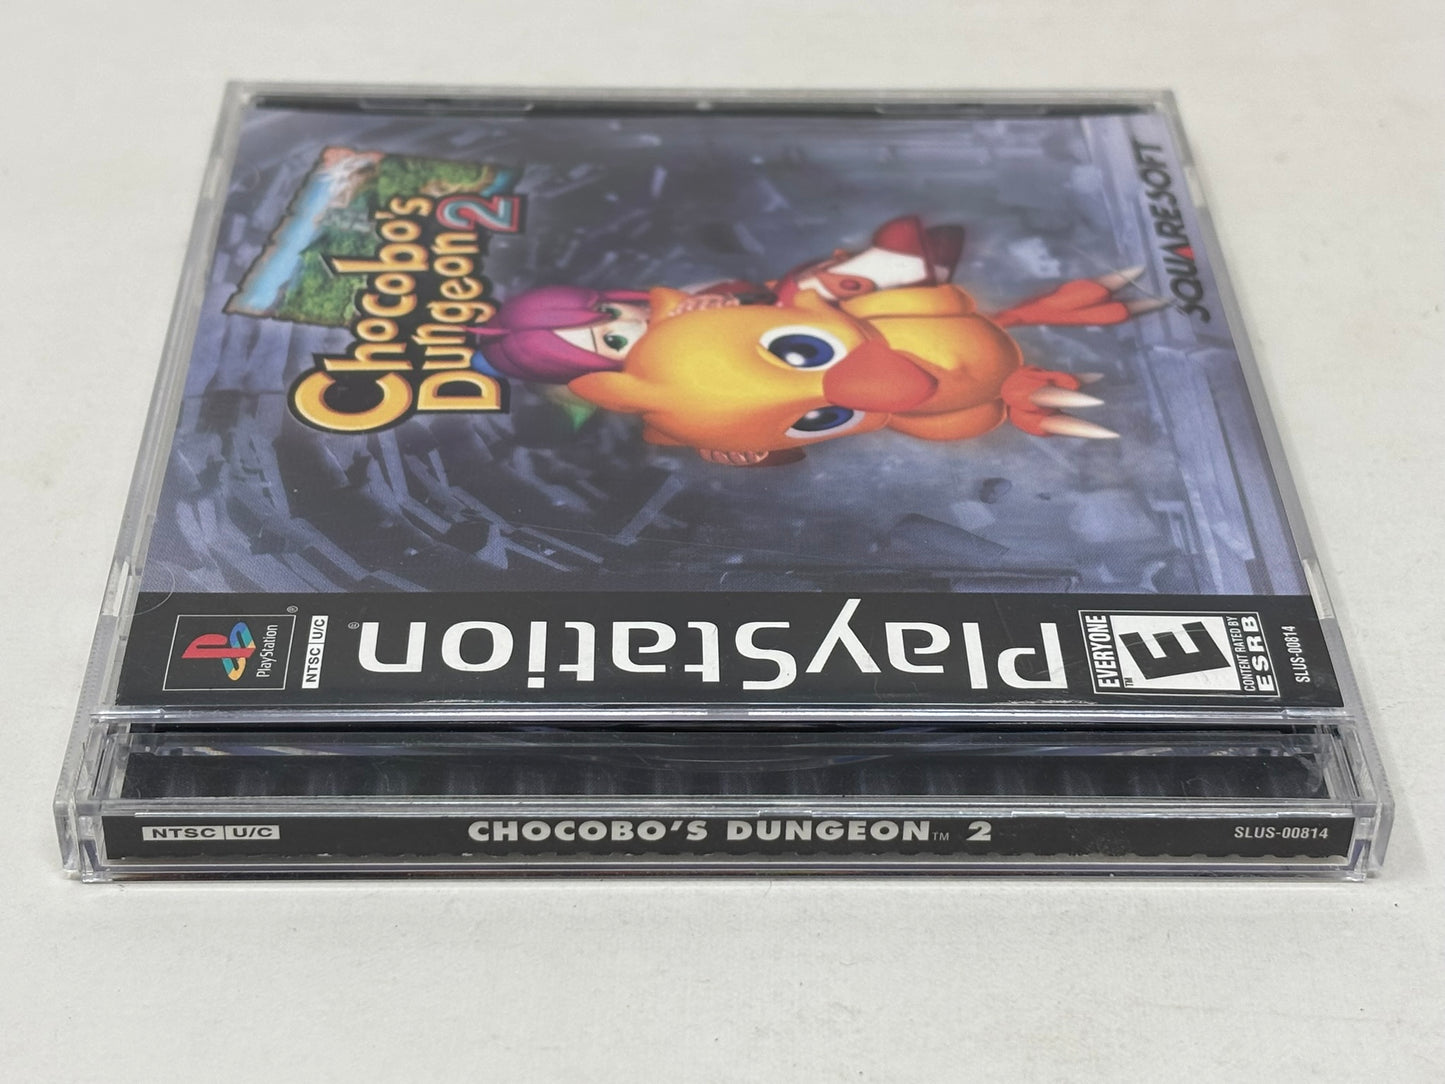 Chocobo's
Dungeon 2
SQUARESOFT
PlayStation
®
NTSC U/C
PlayStation
®
EVERYONE
E
TM
CONTENT RATED BY
ESRB
SLUS-00814
NTSC U/C
CHOCOBO'S DUNGEON™ 2
SLUS-00814